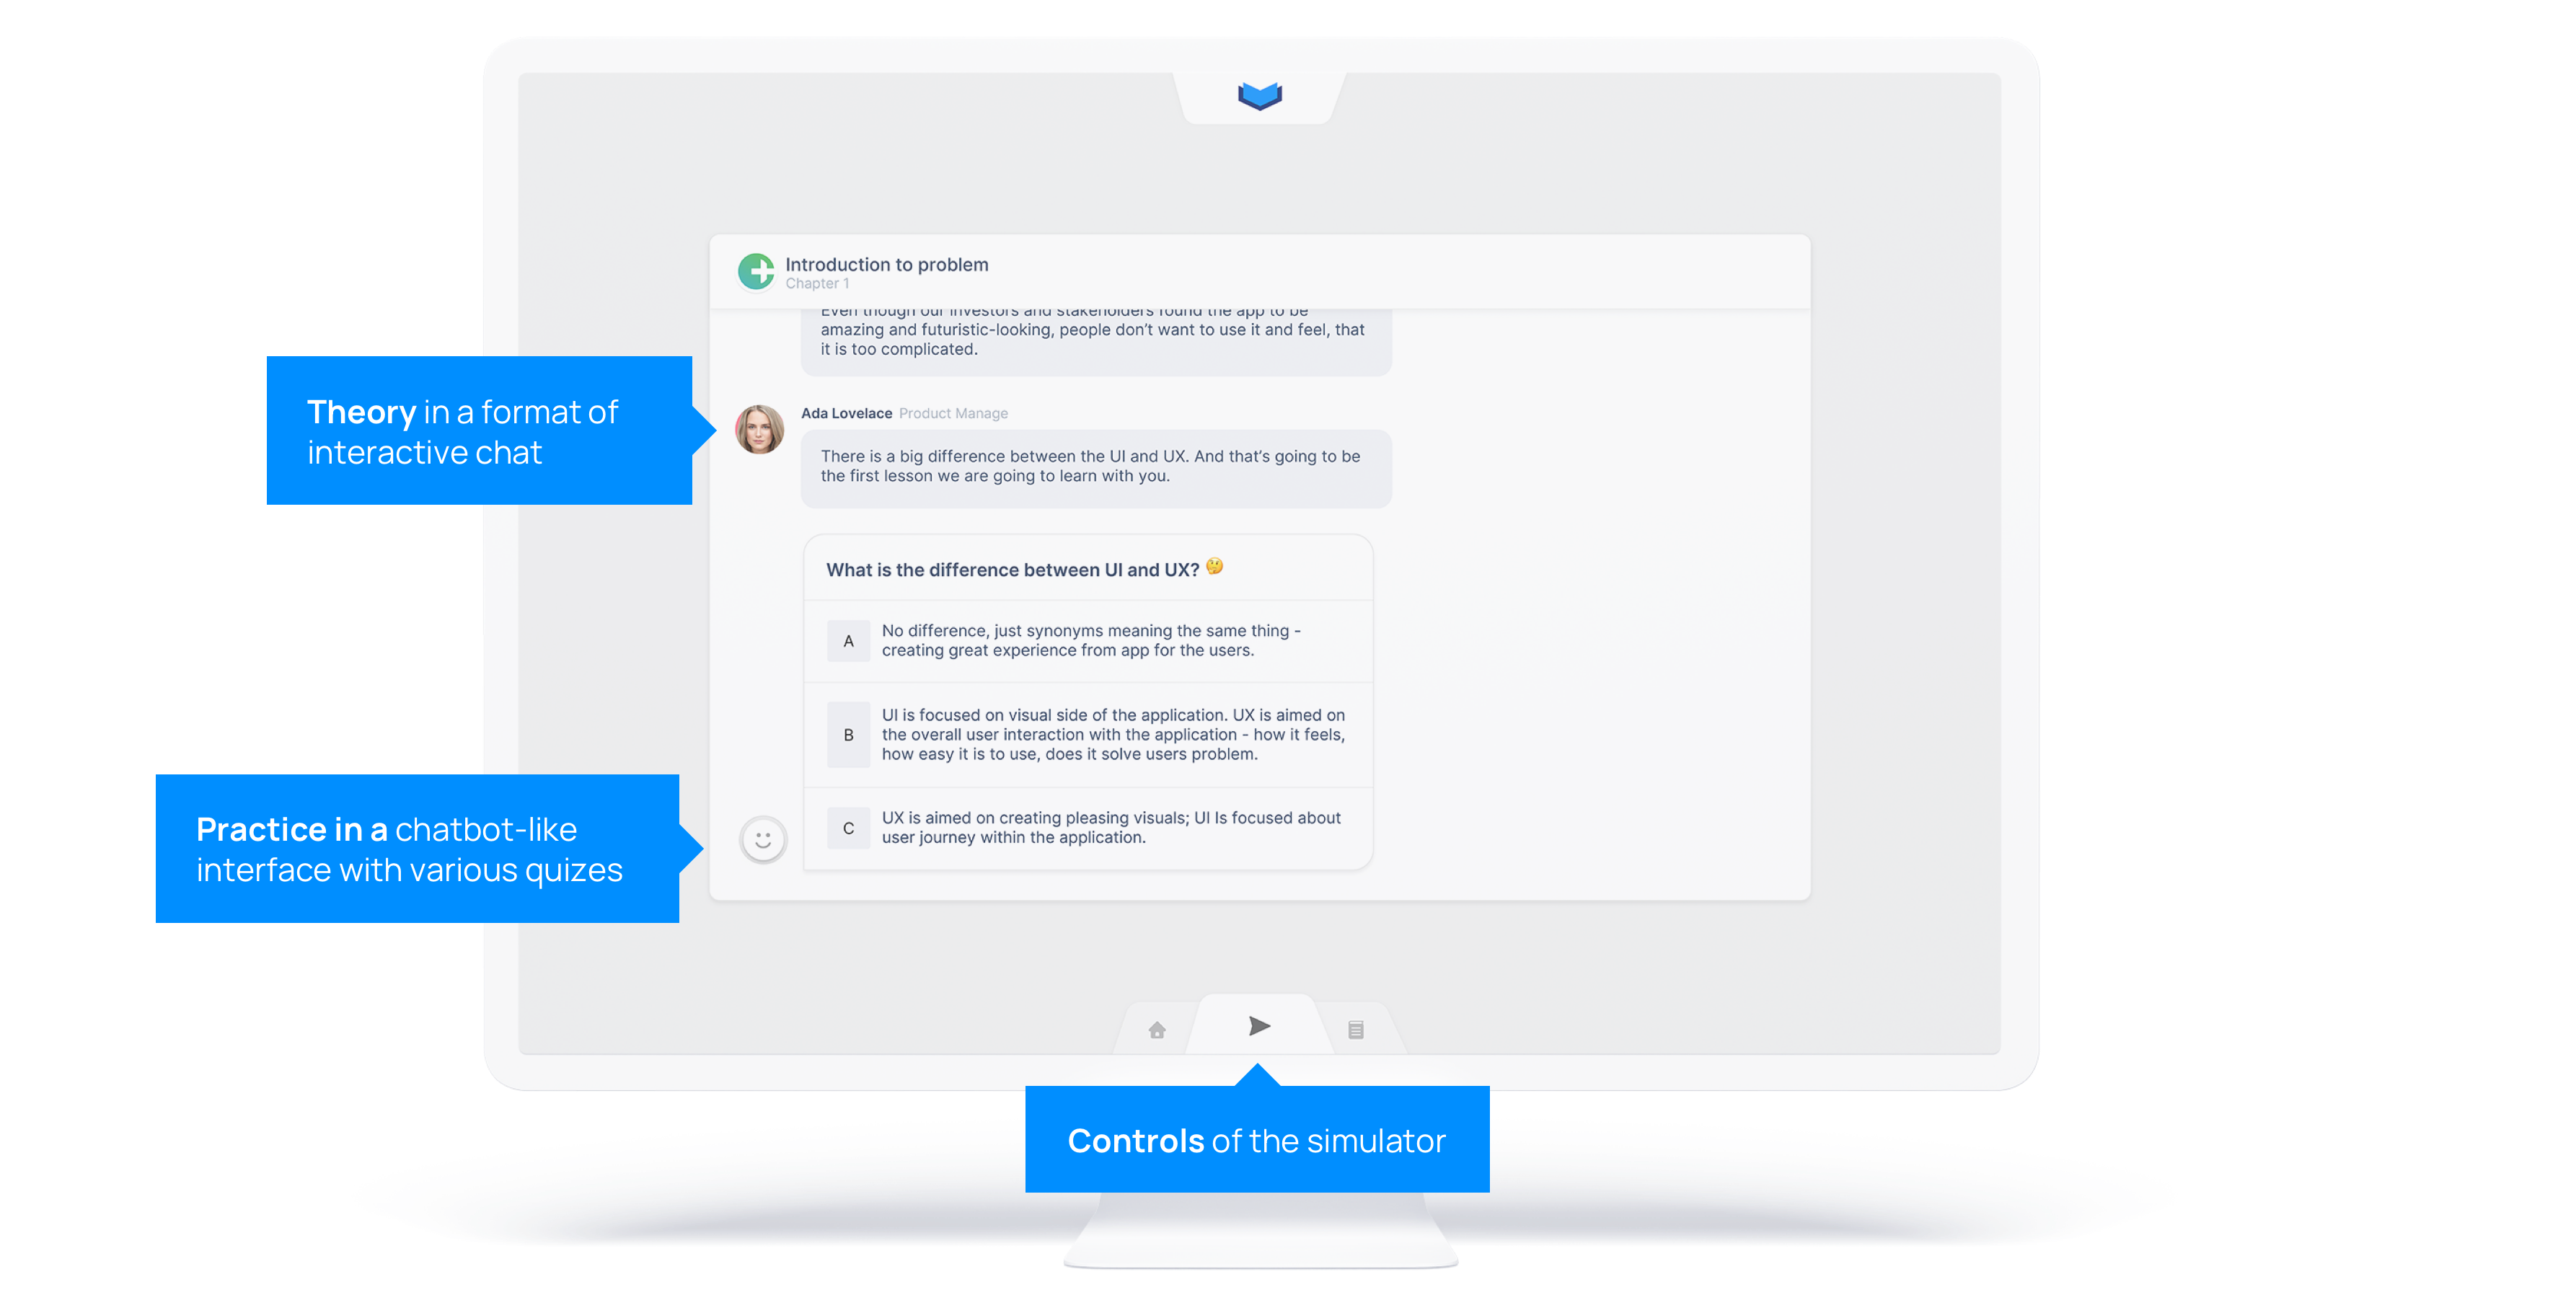 Introduction to problem
Chapter 1
Even though our investors and stakeholders found the app to be
amazing and futuristic-looking, people don't want to use it and feel, that
it is too complicated.
Theory in a format of
interactive chat
Ada Lovelace Product Manage
There is a big difference between the UI and UX. And that's going to be
the first lesson we are going to learn with you.
What is the difference between UI and UX? 🤔
A
No difference, just synonyms meaning the same thing -
creating great experience from app for the users.
B
UI is focused on visual side of the application. UX is aimed on
the overall user interaction with the application - how it feels,
how easy it is to use, does it solve users problem.
C
UX is aimed on creating pleasing visuals; UI Is focused about
user journey within the application.
Practice in a chatbot-like
interface with various quizes
Controls of the simulator